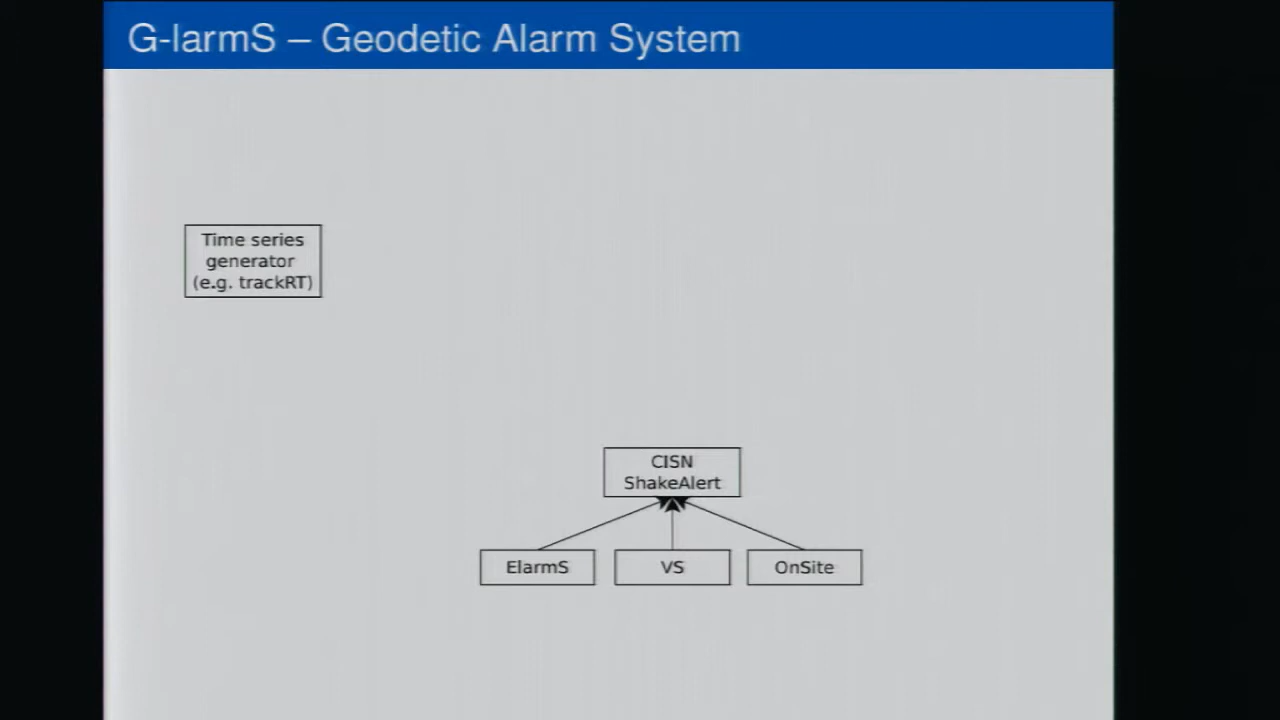 G-larmS – Geodetic Alarm System
Time series
generator
(e.g. trackRT)
CISN
ShakeAlert
ElarmS
VS
OnSite